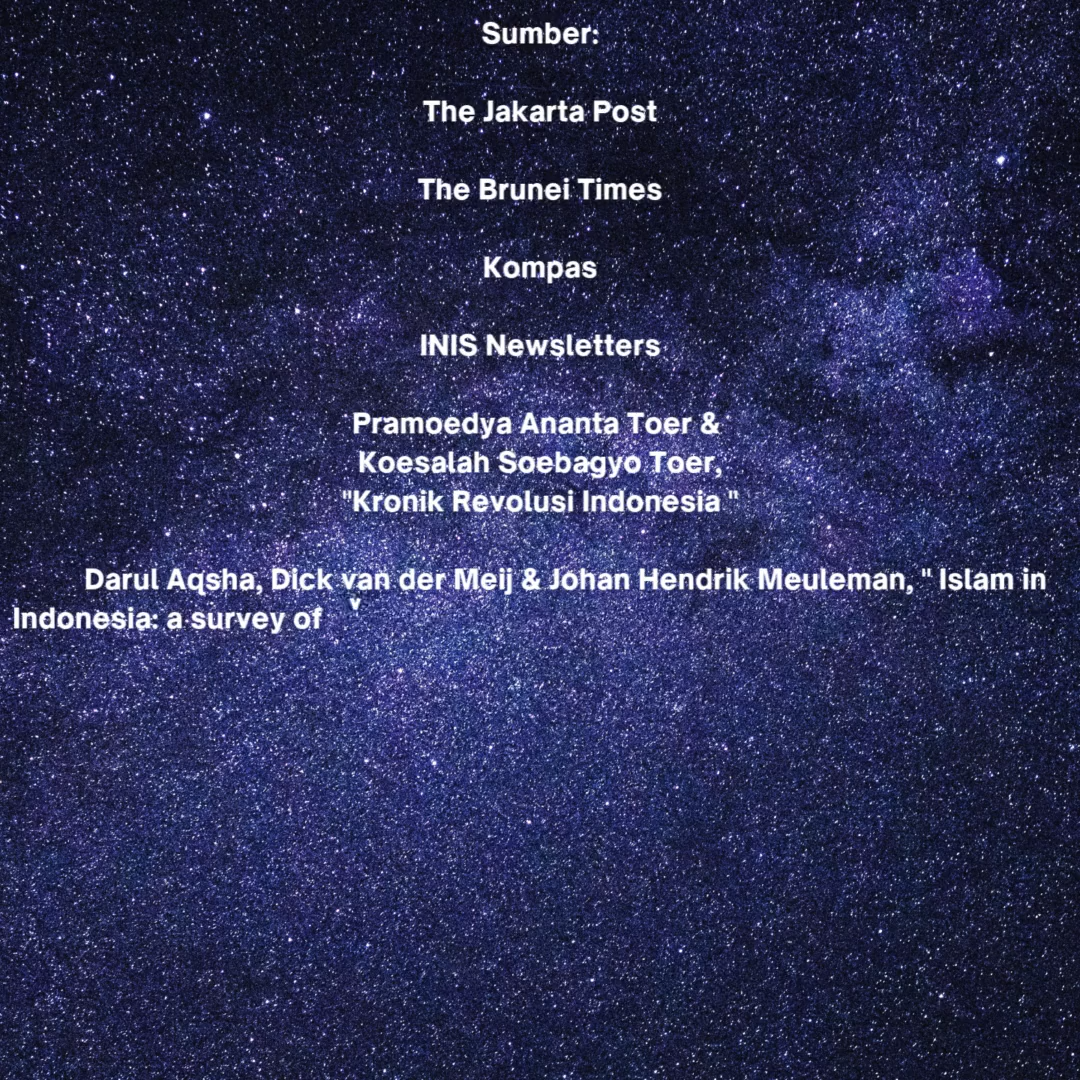 Sumber:
The Jakarta Post
The Brunei Times
Kompas
INIS Newsletters
Pramoedya Ananta Toer &
Koesalah Soebagyo Toer,
"Kronik Revolusi Indonesia "
Darul Aqsha, Dick van der Meij & Johan Hendrik Meuleman, " Islam in
Indonesia: a survey of
v